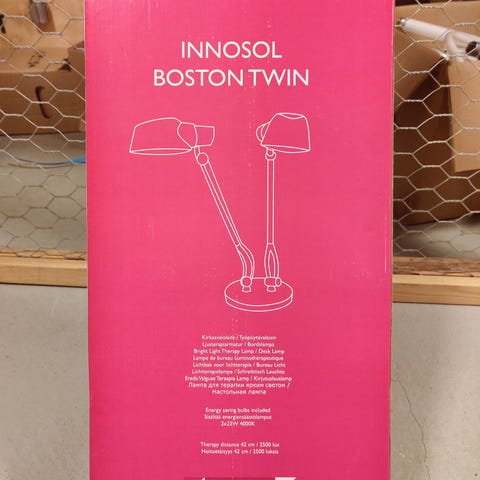 INNOSOL
BOSTON TWIN
Kirkasvalolaite / Työpöytävalaisin
Ljusterapiarmatur / Bordslampa
Bright Light Therapy Lamp / Desk Lamp
Lampe de bureau Luminothérapeutique
Lichtbak voor lichttherapie / Bureau Licht
Lichttherapielampe / Schreibtisch Leuchte
Ereda Valguse Teraapia Lamp / Kirjutuslaualamp
Лампа для терапии ярким светом /
Настольная лампа
Energy saving bulbs included
Sisältää energiansäästölamput
2x23W 4000K
Therapy distance 42 cm / 2500 lux
Hoitoetäisyys 42 cm / 2500 luksia